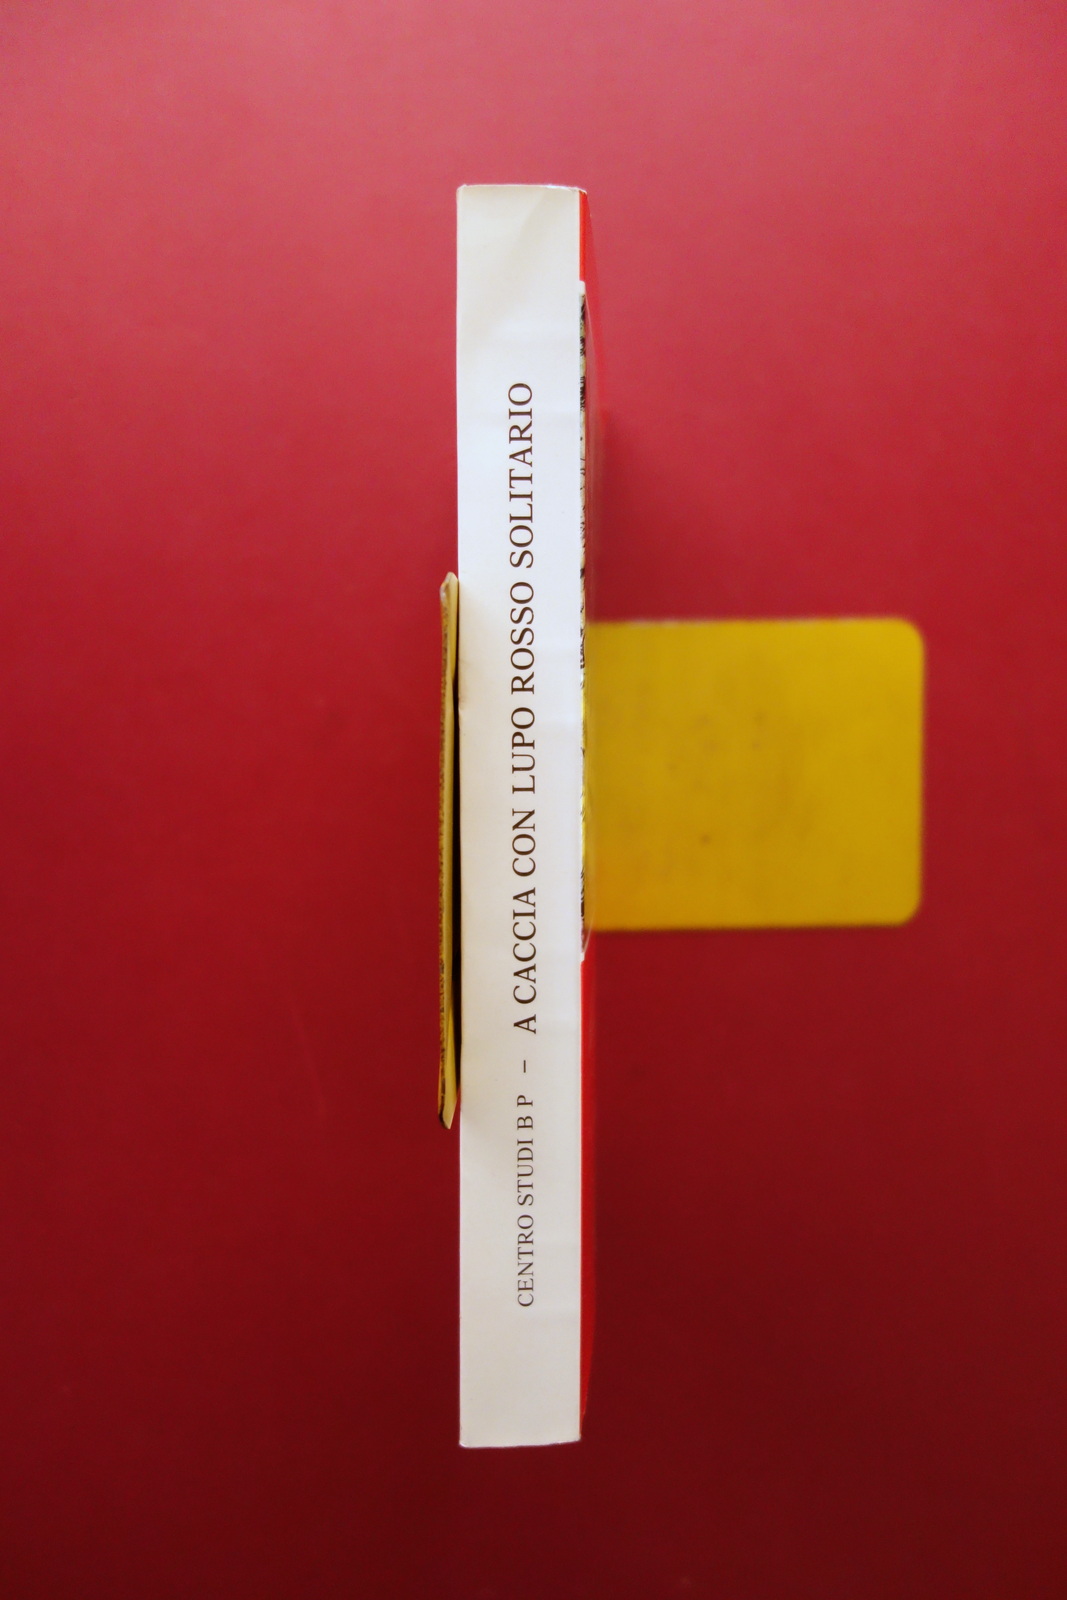 CENTRO STUDI B P – A CACCIA CON LUPO ROSSO SOLITARIO